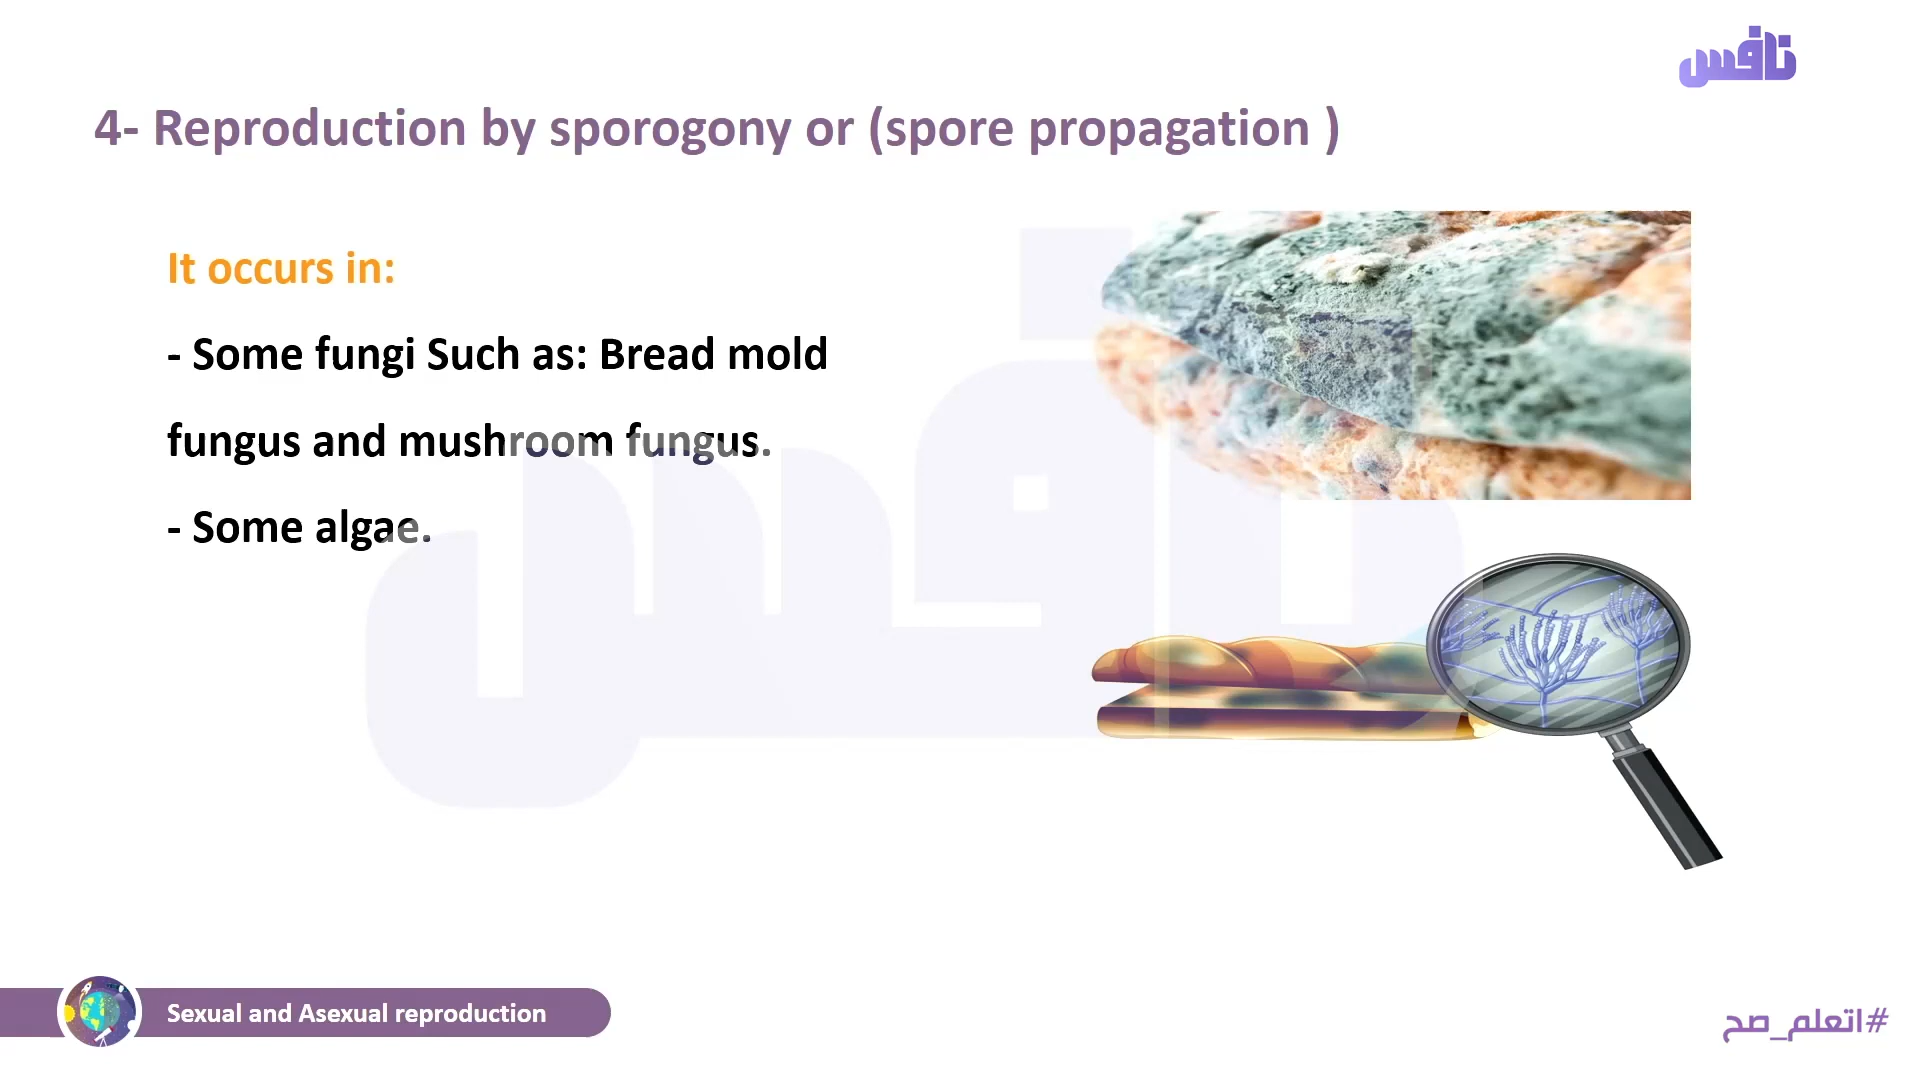 نافس
4- Reproduction by sporogony or (spore propagation )
It occurs in:
- Some fungi Such as: Bread mold
fungus and mushroom fungus.
- Some algae.
نافس
Sexual and Asexual reproduction
#اتعلم_صح